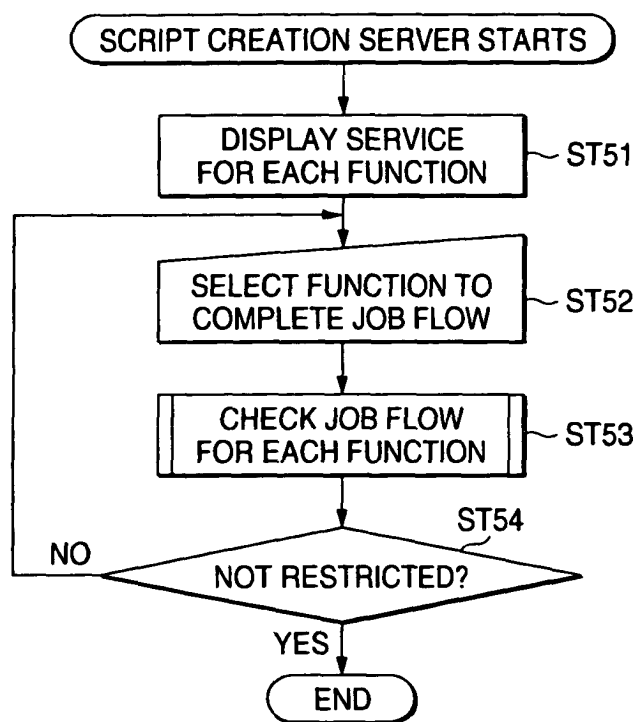 SCRIPT CREATION SERVER STARTS
DISPLAY SERVICE
FOR EACH FUNCTION
ST51
SELECT FUNCTION TO
COMPLETE JOB FLOW
ST52
CHECK JOB FLOW
FOR EACH FUNCTION
ST53
ST54
NO
NOT RESTRICTED?
YES
END